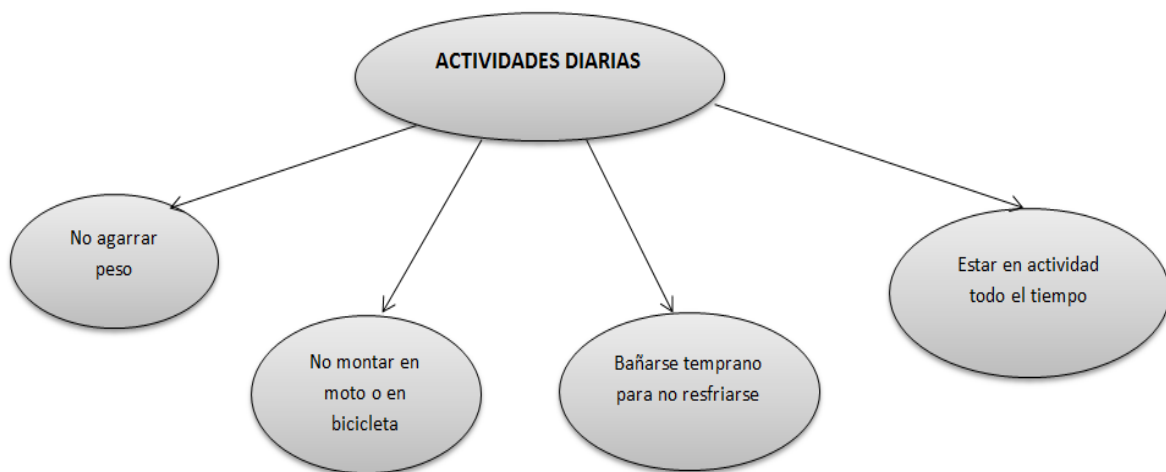 ACTIVIDADES DIARIAS
No agarrar
peso
No montar en
moto o en
bicicleta
Bañarse temprano
para no resfriarse
Estar en actividad
todo el tiempo